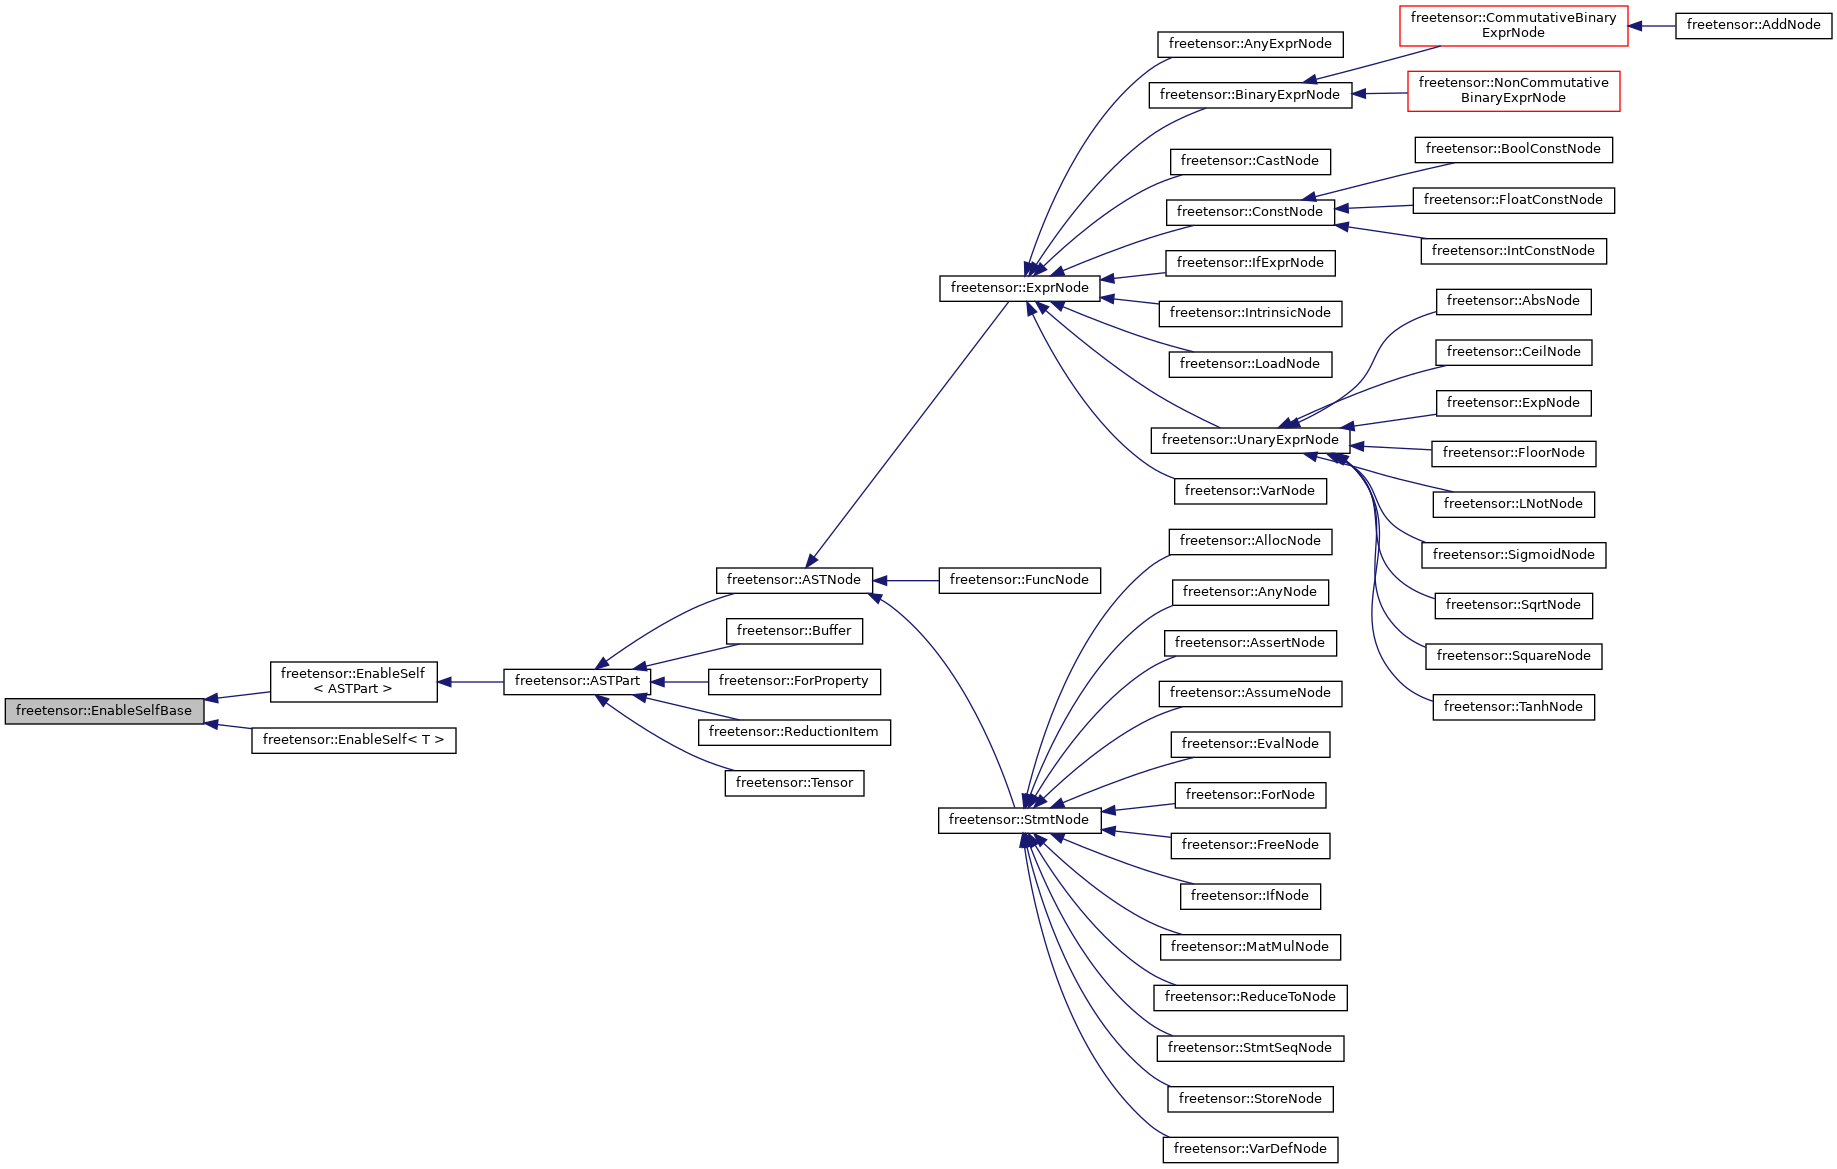 freetensor::EnableSelfBase
freetensor::EnableSelf
< ASTPart >
freetensor::EnableSelf< T >
freetensor::ASTPart
freetensor::ASTNode
freetensor::Buffer
freetensor::ForProperty
freetensor::ReductionItem
freetensor::Tensor
freetensor::ExprNode
freetensor::FuncNode
freetensor::StmtNode
freetensor::AnyExprNode
freetensor::BinaryExprNode
freetensor::CastNode
freetensor::ConstNode
freetensor::IfExprNode
freetensor::IntrinsicNode
freetensor::LoadNode
freetensor::UnaryExprNode
freetensor::VarNode
freetensor::AllocNode
freetensor::AnyNode
freetensor::AssertNode
freetensor::AssumeNode
freetensor::EvalNode
freetensor::ForNode
freetensor::FreeNode
freetensor::IfNode
freetensor::MatMulNode
freetensor::ReduceToNode
freetensor::StmtSeqNode
freetensor::StoreNode
freetensor::VarDefNode
freetensor::CommutativeBinary
ExprNode
freetensor::NonCommutative
BinaryExprNode
freetensor::BoolConstNode
freetensor::FloatConstNode
freetensor::IntConstNode
freetensor::AbsNode
freetensor::CeilNode
freetensor::ExpNode
freetensor::FloorNode
freetensor::LNotNode
freetensor::SigmoidNode
freetensor::SqrtNode
freetensor::SquareNode
freetensor::TanhNode
freetensor::AddNode